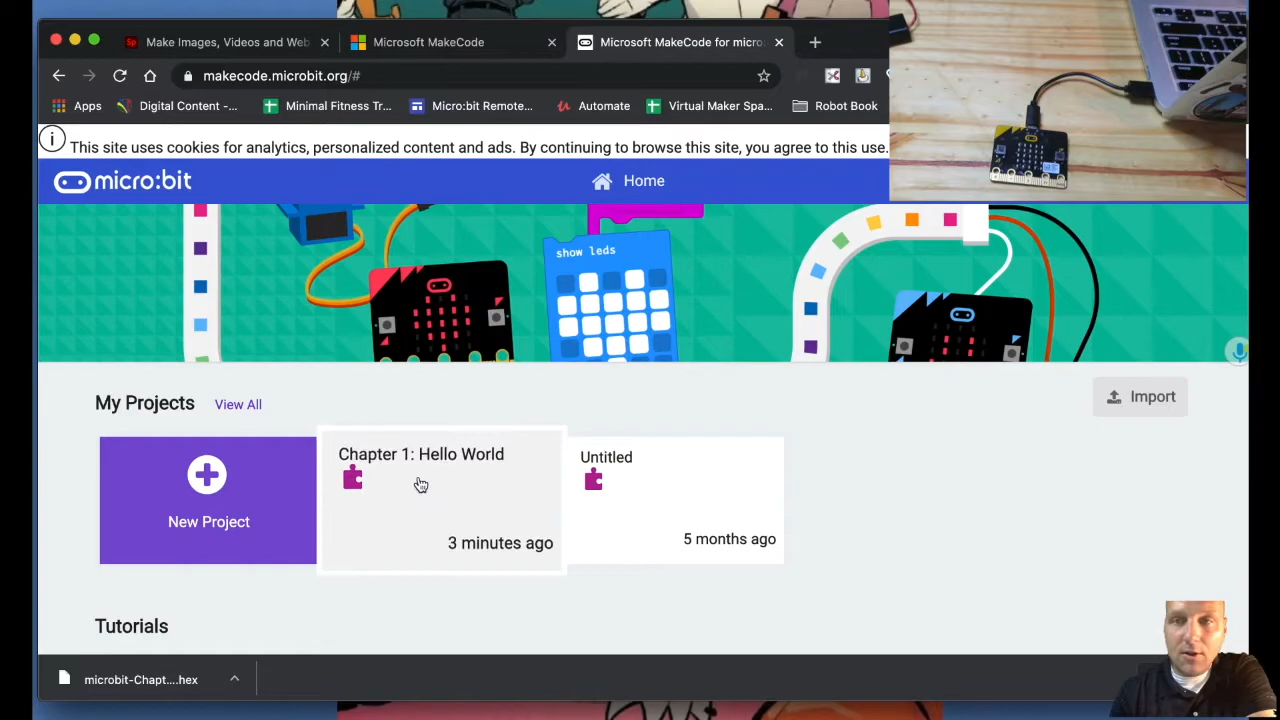 Make Images, Videos and Web
Microsoft MakeCode
Microsoft MakeCode for micro:
makecode.microbit.org/#
Apps
Digital Content -...
Minimal Fitness Tr...
Micro:bit Remote...
Automate
Virtual Maker Spa...
Robot Book
This site uses cookies for analytics, personalized content and ads. By continuing to browse this site, you agree to this use.
micro:bit
Home
show leds
My Projects
View All
Import
New Project
Chapter 1: Hello World
3 minutes ago
Untitled
5 months ago
Tutorials
microbit-Chapt....hex